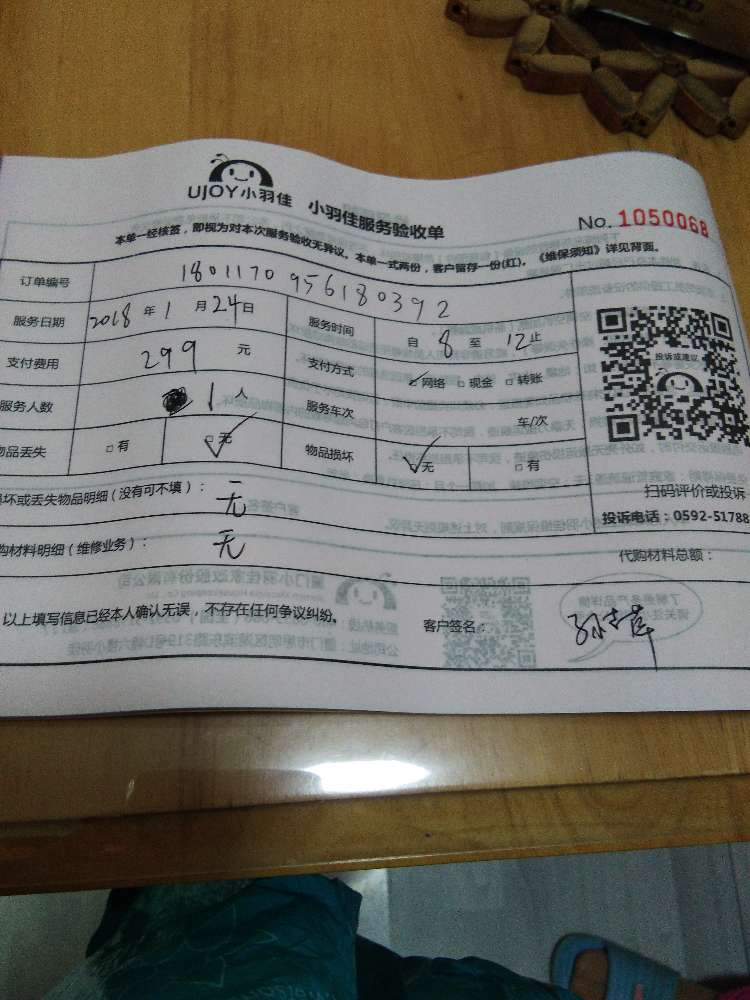 UJOY小羽佳 小羽佳服务验收单 No. 1050068
本单一经核签，即视为对本次服务验收无异议。本单一式两份，客户留存一份(红)。《维保须知》详见背面。
订单编号 1801170956180392
服务日期 2018 年 1 月 24 日 服务时间 自 8 至 12 止
支付费用 299 元 支付方式 网络 现金 转账
服务人数 1 人 服务车次 车/次
物品丢失 有 无 物品损坏 无 有
损坏或丢失物品明细（没有可不填）： 无
购材料明细（维修业务）： 无
代购材料总额：
以上填写信息已经本人确认无误，不存在任何争议纠纷。 客户签名：
投诉或建议
扫码评价或投诉
投诉电话：0592-51788